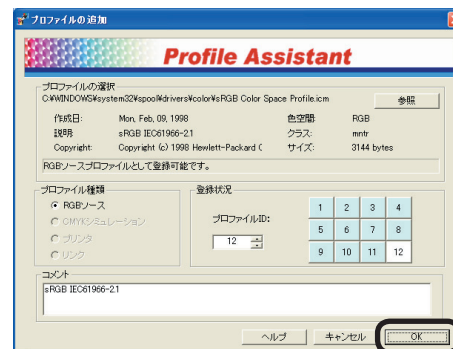 プロファイルの追加
Profile Assistant
プロファイルの選択
C:¥WINDOWS¥system32¥spool¥drivers¥color¥sRGB Color Space Profile.icm
参照
作成日: Mon, Feb, 09, 1998 色空間: RGB
説明: sRGB IEC61966-2.1 クラス: mntr
Copyright: Copyright (c) 1998 Hewlett-Packard C サイズ: 3144 bytes
RGBソースプロファイルとして登録可能です。
プロファイル種類
RGBソース
CMYKシミュレーション
プリンタ
リンク
登録状況
プロファイルID:
12
1 2 3 4
5 6 7 8
9 10 11 12
コメント
sRGB IEC61966-2.1
ヘルプ キャンセル OK